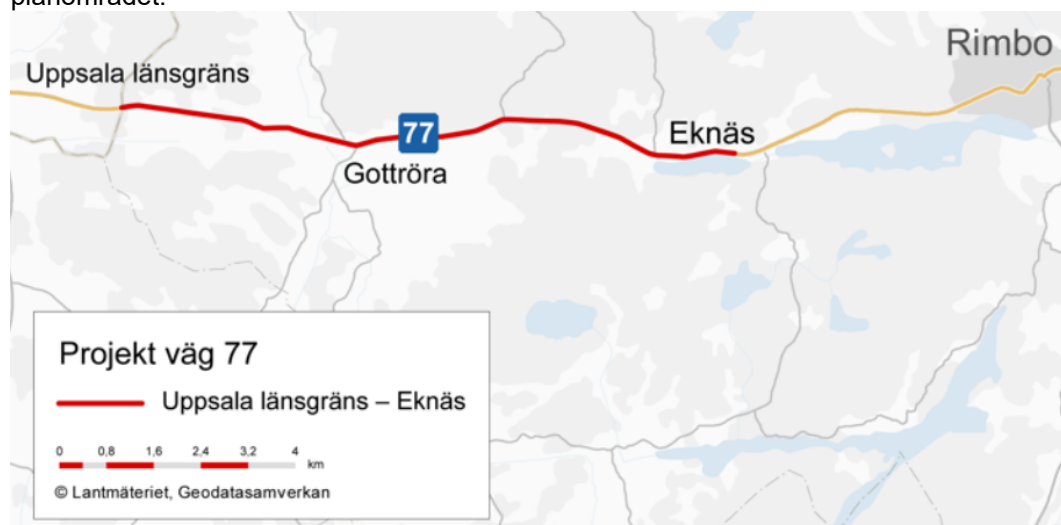 planområdet.
Rimbo
Uppsala länsgräns
77
Eknäs
Gottröra
Projekt väg 77
Uppsala länsgräns – Eknäs
0 0,8 1,6 2,4 3,2 4
km
© Lantmäteriet, Geodatasamverkan